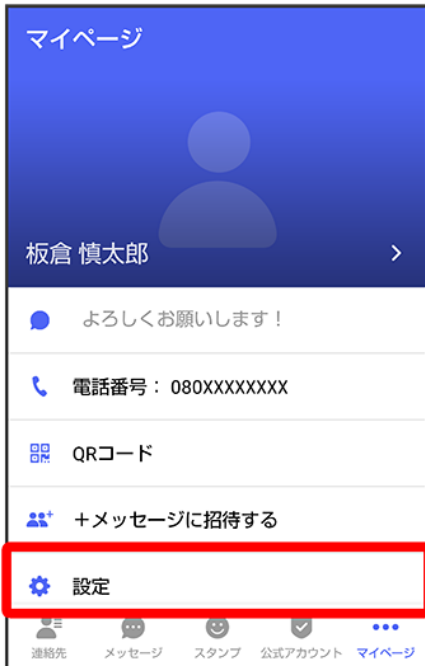 マイページ
板倉 慎太郎
よろしくお願いします！
電話番号： 080XXXXXXXX
QRコード
＋メッセージに招待する
設定
連絡先 メッセージ スタンプ 公式アカウント マイページ